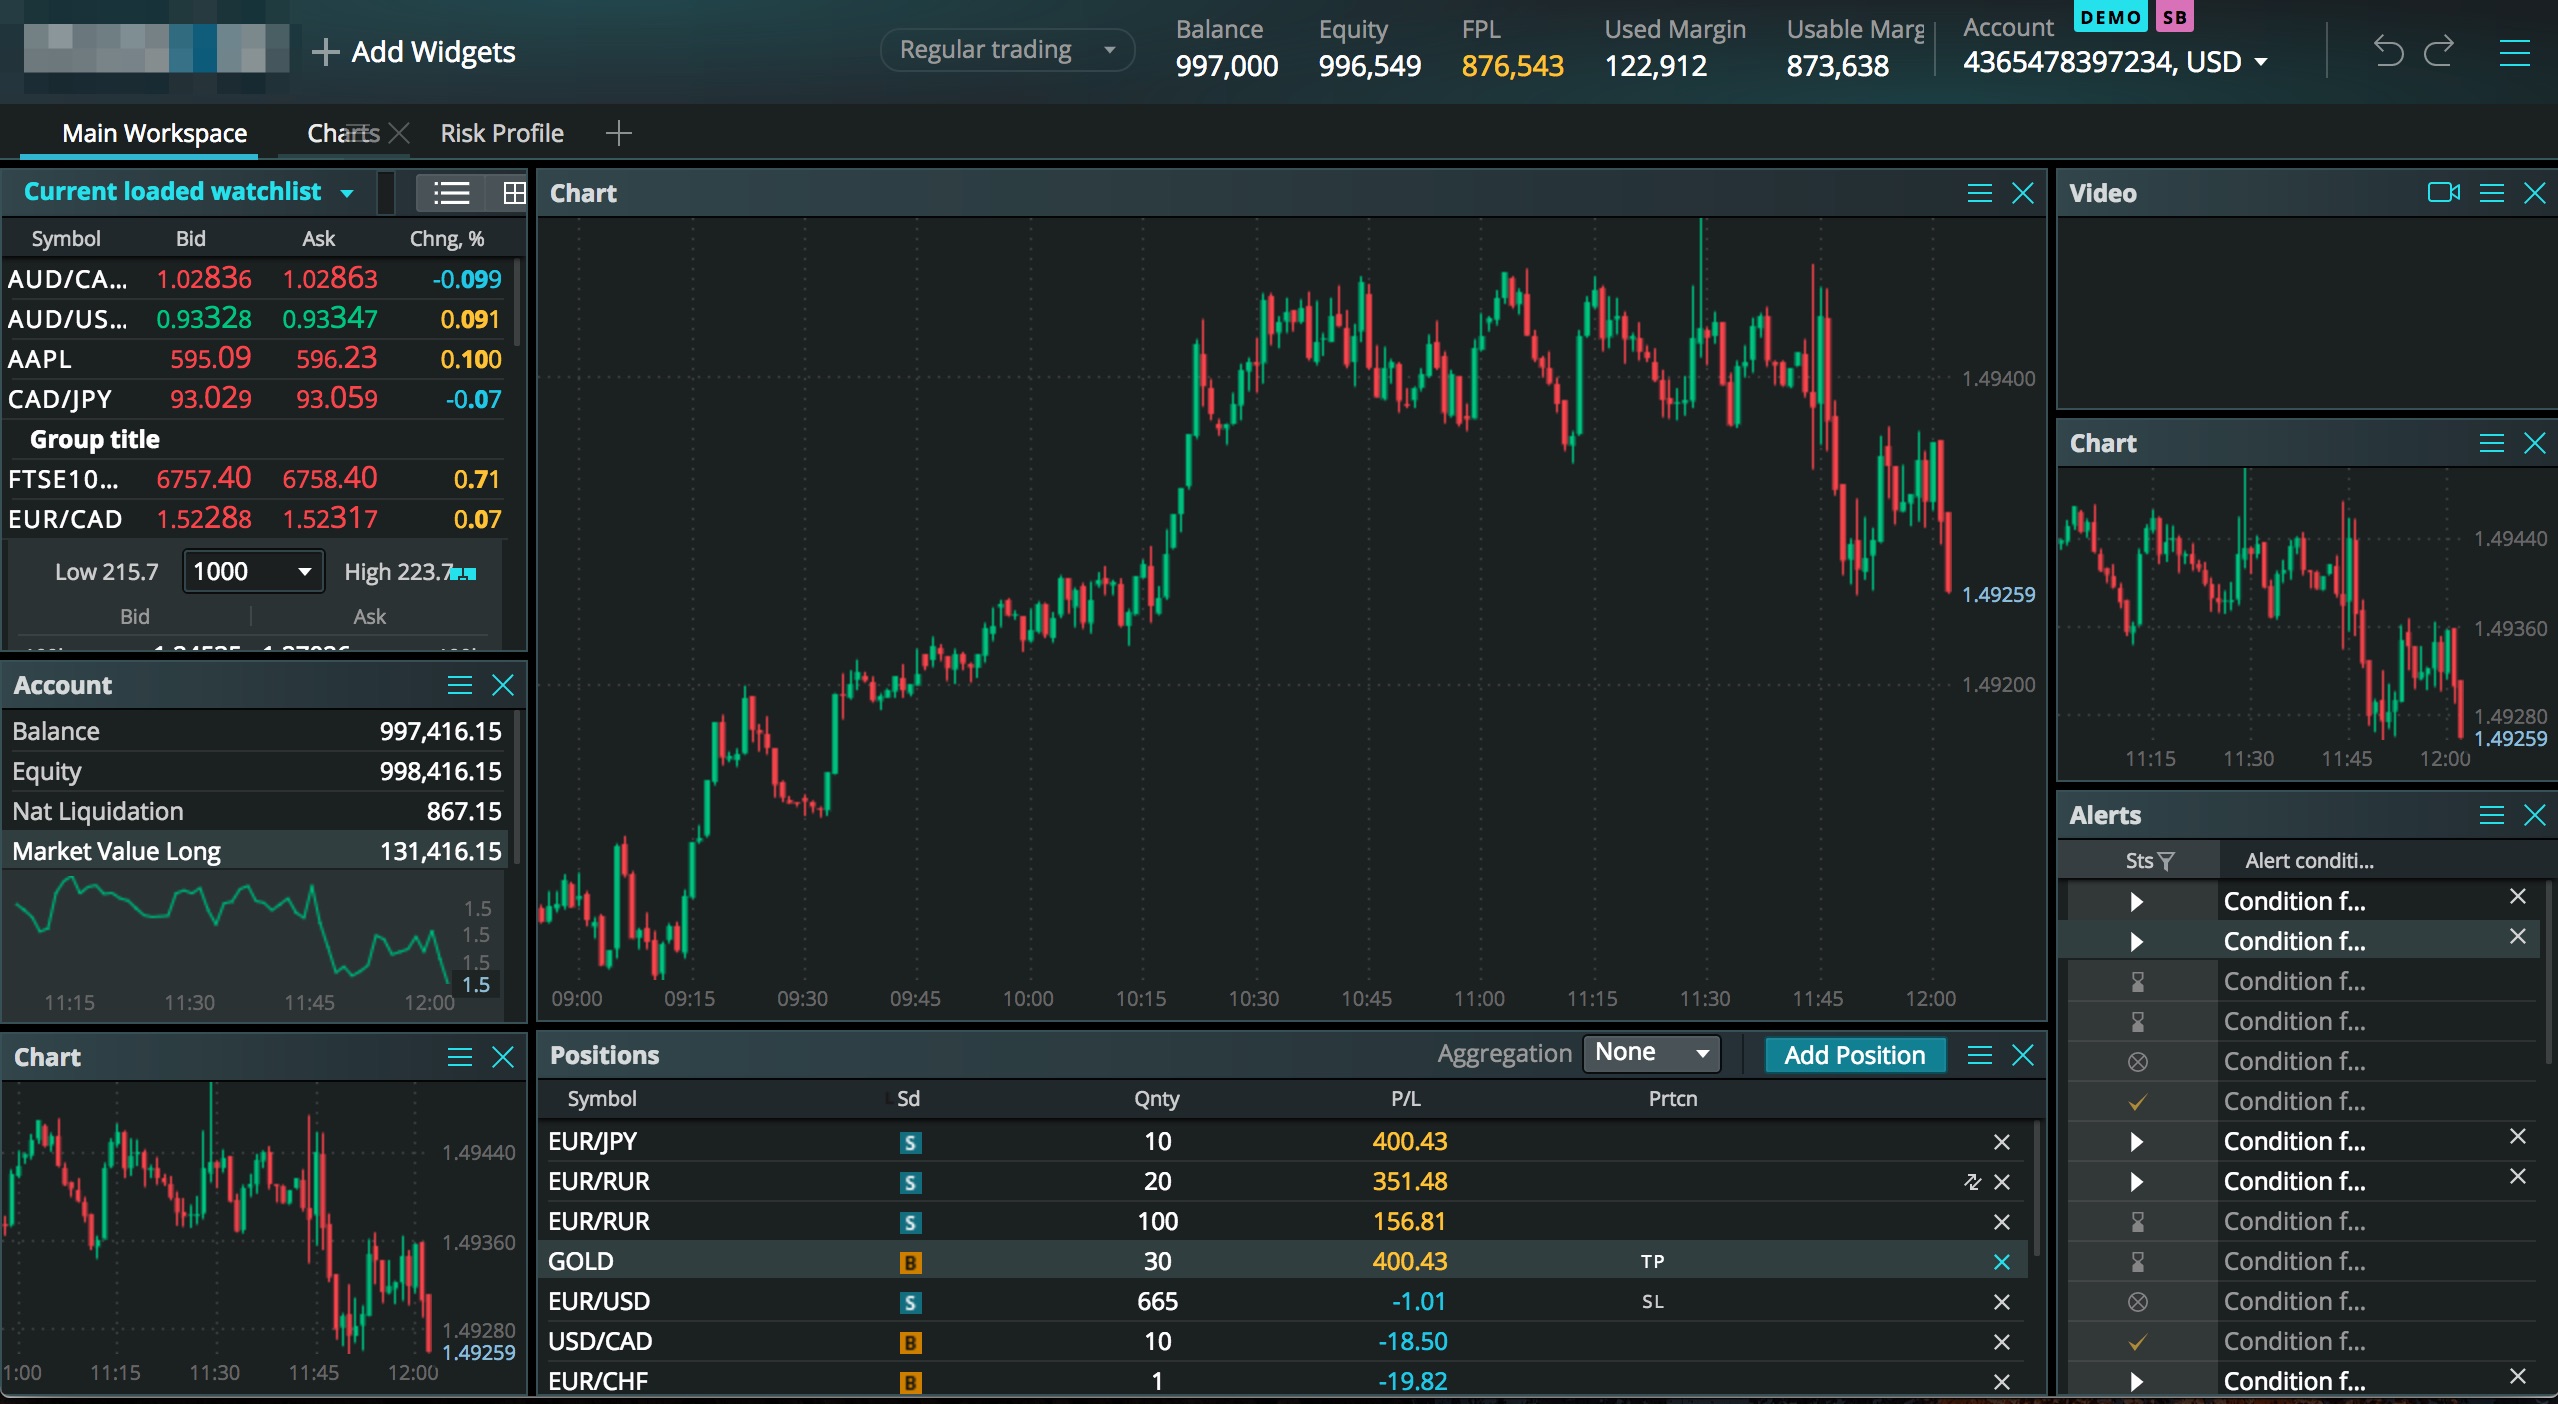 Add Widgets
Regular trading
Balance Equity FPL Used Margin Usable Marg Account DEMO SB
997,000 996,549 876,543 122,912 873,638 4365478397234, USD
Main Workspace Charts Risk Profile
Current loaded watchlist
Symbol Bid Ask Chng, %
AUD/CA... 1.02836 1.02863 -0.099
AUD/US... 0.93328 0.93347 0.091
AAPL 595.09 596.23 0.100
CAD/JPY 93.029 93.059 -0.07
Group title
FTSE10... 6757.40 6758.40 0.71
EUR/CAD 1.52288 1.52317 0.07
Low 215.7 1000 High 223.7
Bid Ask
Account
Balance 997,416.15
Equity 998,416.15
Nat Liquidation 867.15
Market Value Long 131,416.15
1.5
1.5
1.5
1.5
11:15 11:30 11:45 12:00
Chart
1.49440
1.49360
1.49280
1.49259
1:00 11:15 11:30 11:45 12:00
Chart
1.49400
1.49259
1.49200
09:00 09:15 09:30 09:45 10:00 10:15 10:30 10:45 11:00 11:15 11:30 11:45 12:00
Positions Aggregation None Add Position
Symbol Sd Qnty P/L Prtcn
EUR/JPY S 10 400.43
EUR/RUR S 20 351.48
EUR/RUR S 100 156.81
GOLD B 30 400.43 TP
EUR/USD S 665 -1.01 SL
USD/CAD B 10 -18.50
EUR/CHF B 1 -19.82
Video
Chart
1.49440
1.49360
1.49280
1.49259
11:15 11:30 11:45 12:00
Alerts
Sts Alert conditi...
Condition f...
Condition f...
Condition f...
Condition f...
Condition f...
Condition f...
Condition f...
Condition f...
Condition f...
Condition f...
Condition f...
Condition f...
Condition f...